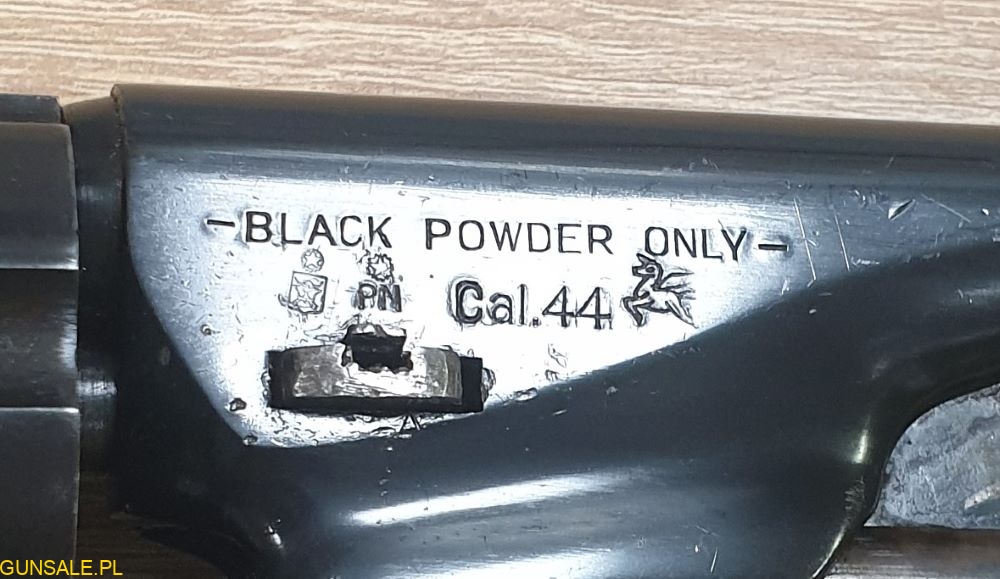 -BLACK POWDER ONLY-
PN Cal.44
GUNSALE.PL